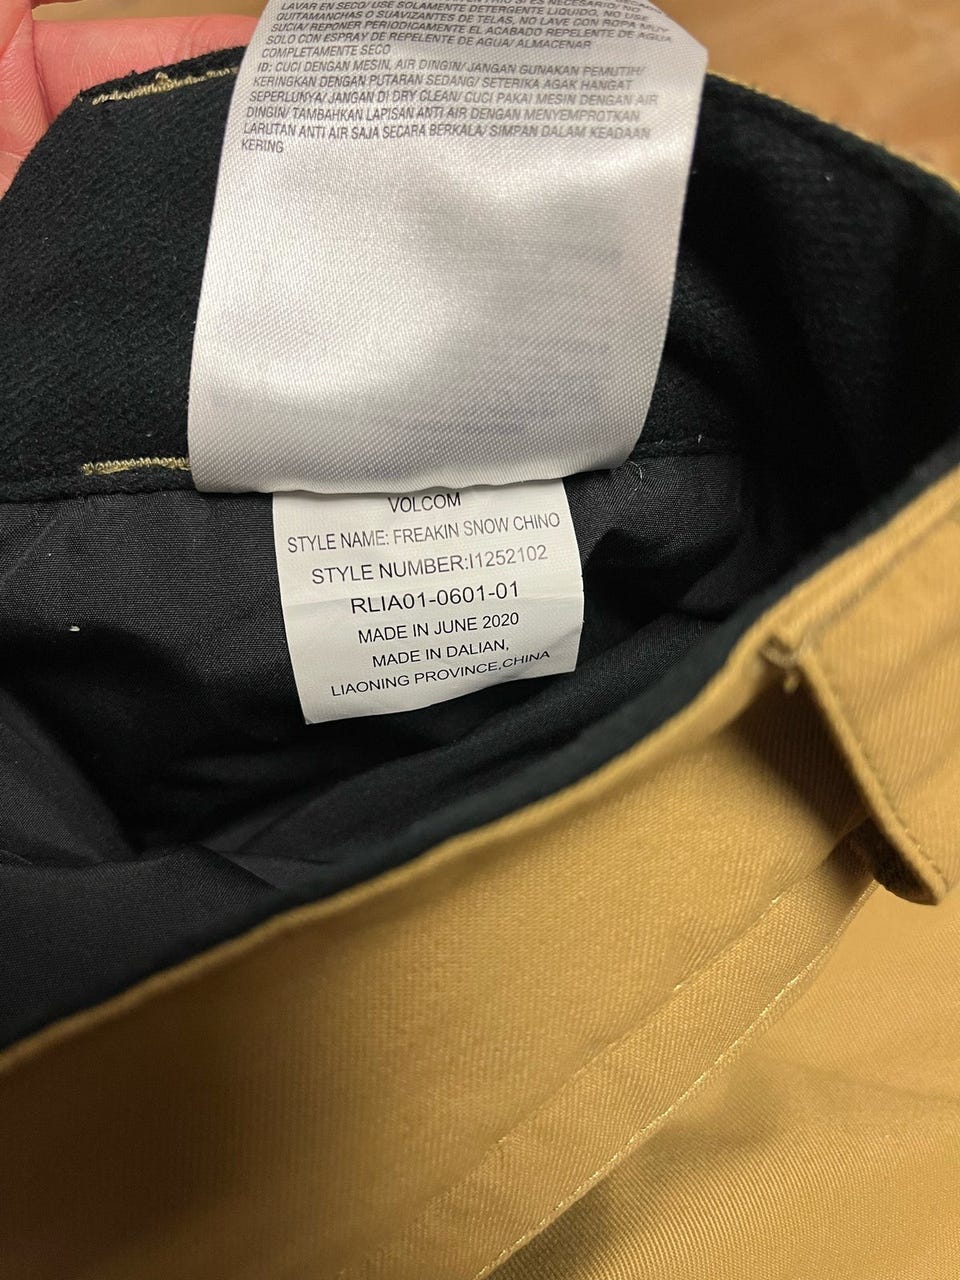 LAVAR EN SECO/ USE SOLAMENTE DETERGENTE LIQUIDO, NO USE
QUITAMANCHAS O SUAVIZANTES DE TELAS, NO LAVE CON ROPA MUY
SUCIA/ REPONER PERIODICAMENTE EL ACABADO REPELENTE DE AGUA
SOLO CON ESPRAY DE REPELENTE DE AGUA/ ALMACENAR
COMPLETAMENTE SECO
ID: CUCI DENGAN MESIN, AIR DINGIN/ JANGAN GUNAKAN PEMUTIH/
KERINGKAN DENGAN PUTARAN SEDANG/ SETERIKA AGAK HANGAT
SEPERLUNYA/ JANGAN DI DRY CLEAN/ CUCI PAKAI MESIN DENGAN AIR
DINGIN/ TAMBAHKAN LAPISAN ANTI AIR DENGAN MENYEMPROTKAN
LARUTAN ANTI AIR SAJA SECARA BERKALA/ SIMPAN DALAM KEADAAN
KERING
VOLCOM
STYLE NAME: FREAKIN SNOW CHINO
STYLE NUMBER:I1252102
RLIA01-0601-01
MADE IN JUNE 2020
MADE IN DALIAN,
LIAONING PROVINCE,CHINA